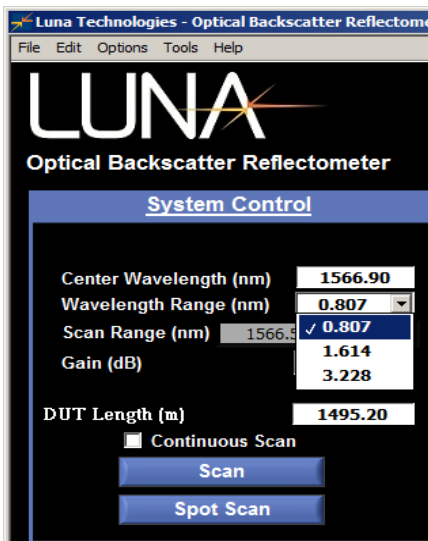 Luna Technologies - Optical Backscatter Reflectome
File Edit Options Tools Help
LUNA
Optical Backscatter Reflectometer
System Control
Center Wavelength (nm) 1566.90
Wavelength Range (nm) 0.807
Scan Range (nm) 1566.5 ✓ 0.807
1.614
Gain (dB)
3.228
DUT Length (m) 1495.20
Continuous Scan
Scan
Spot Scan